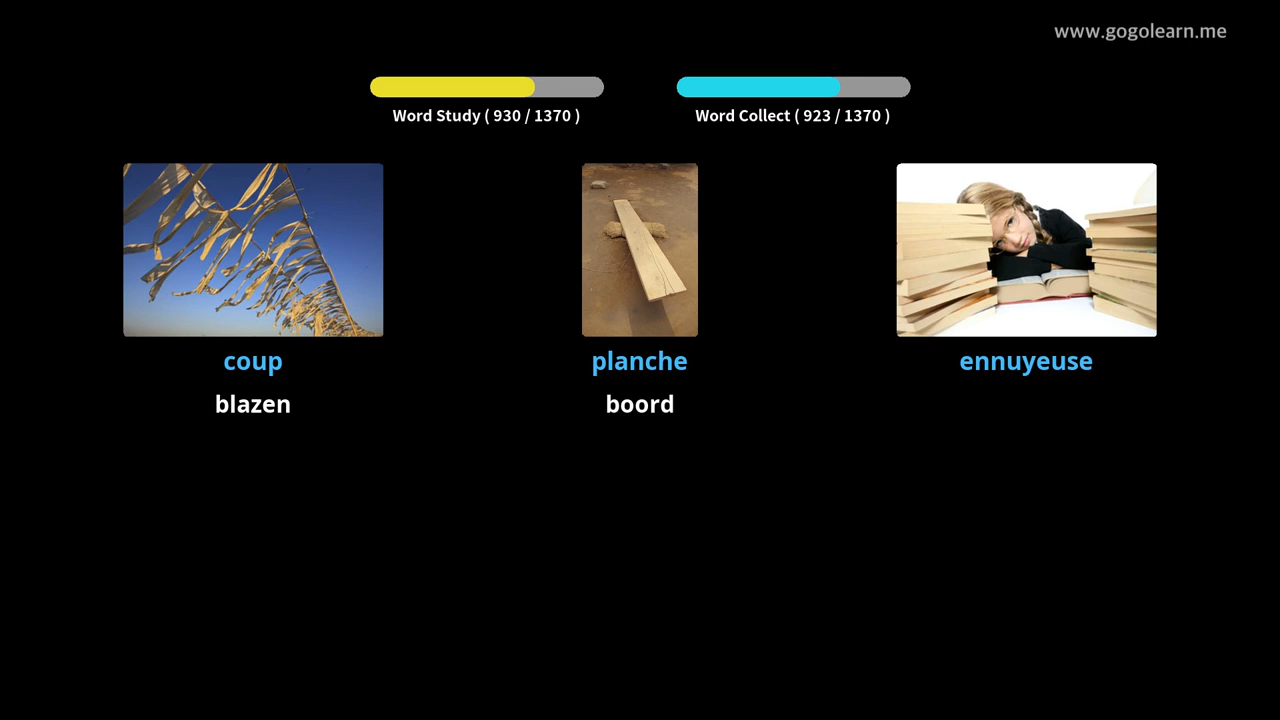 www.gogolearn.me
Word Study ( 930 / 1370 )
Word Collect ( 923 / 1370 )
coup
planche
ennuyeuse
blazen
boord